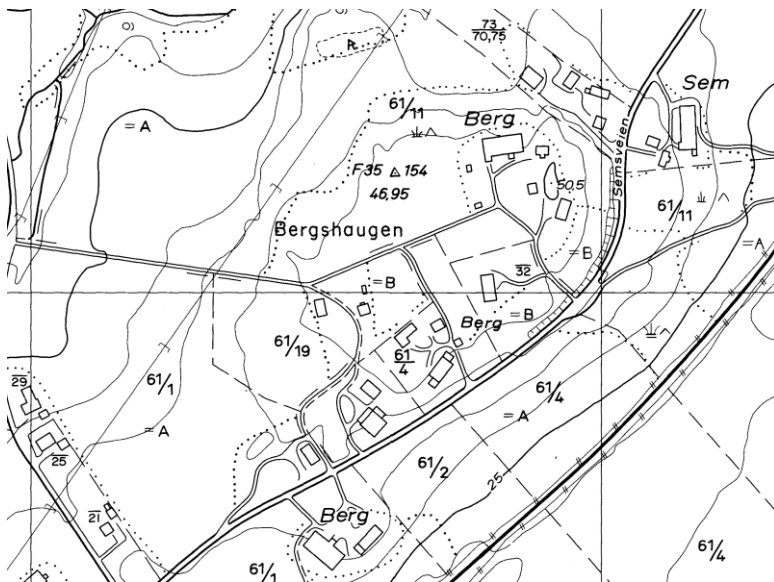 73
70,75
Sem
61/11
Berg
= A
Semsveien
F 35 154
46,95
50,5
61/11
Bergshaugen
= A
= B
= B
32
Berg
= B
61/19
61
4
29
61/1
61/4
= A
= A
25
61/2
25
21
Berg
61/4
61/1